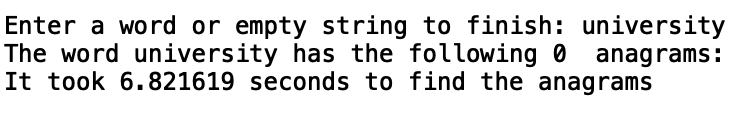 Enter a word or empty string to finish: university
The word university has the following 0  anagrams:
It took 6.821619 seconds to find the anagrams